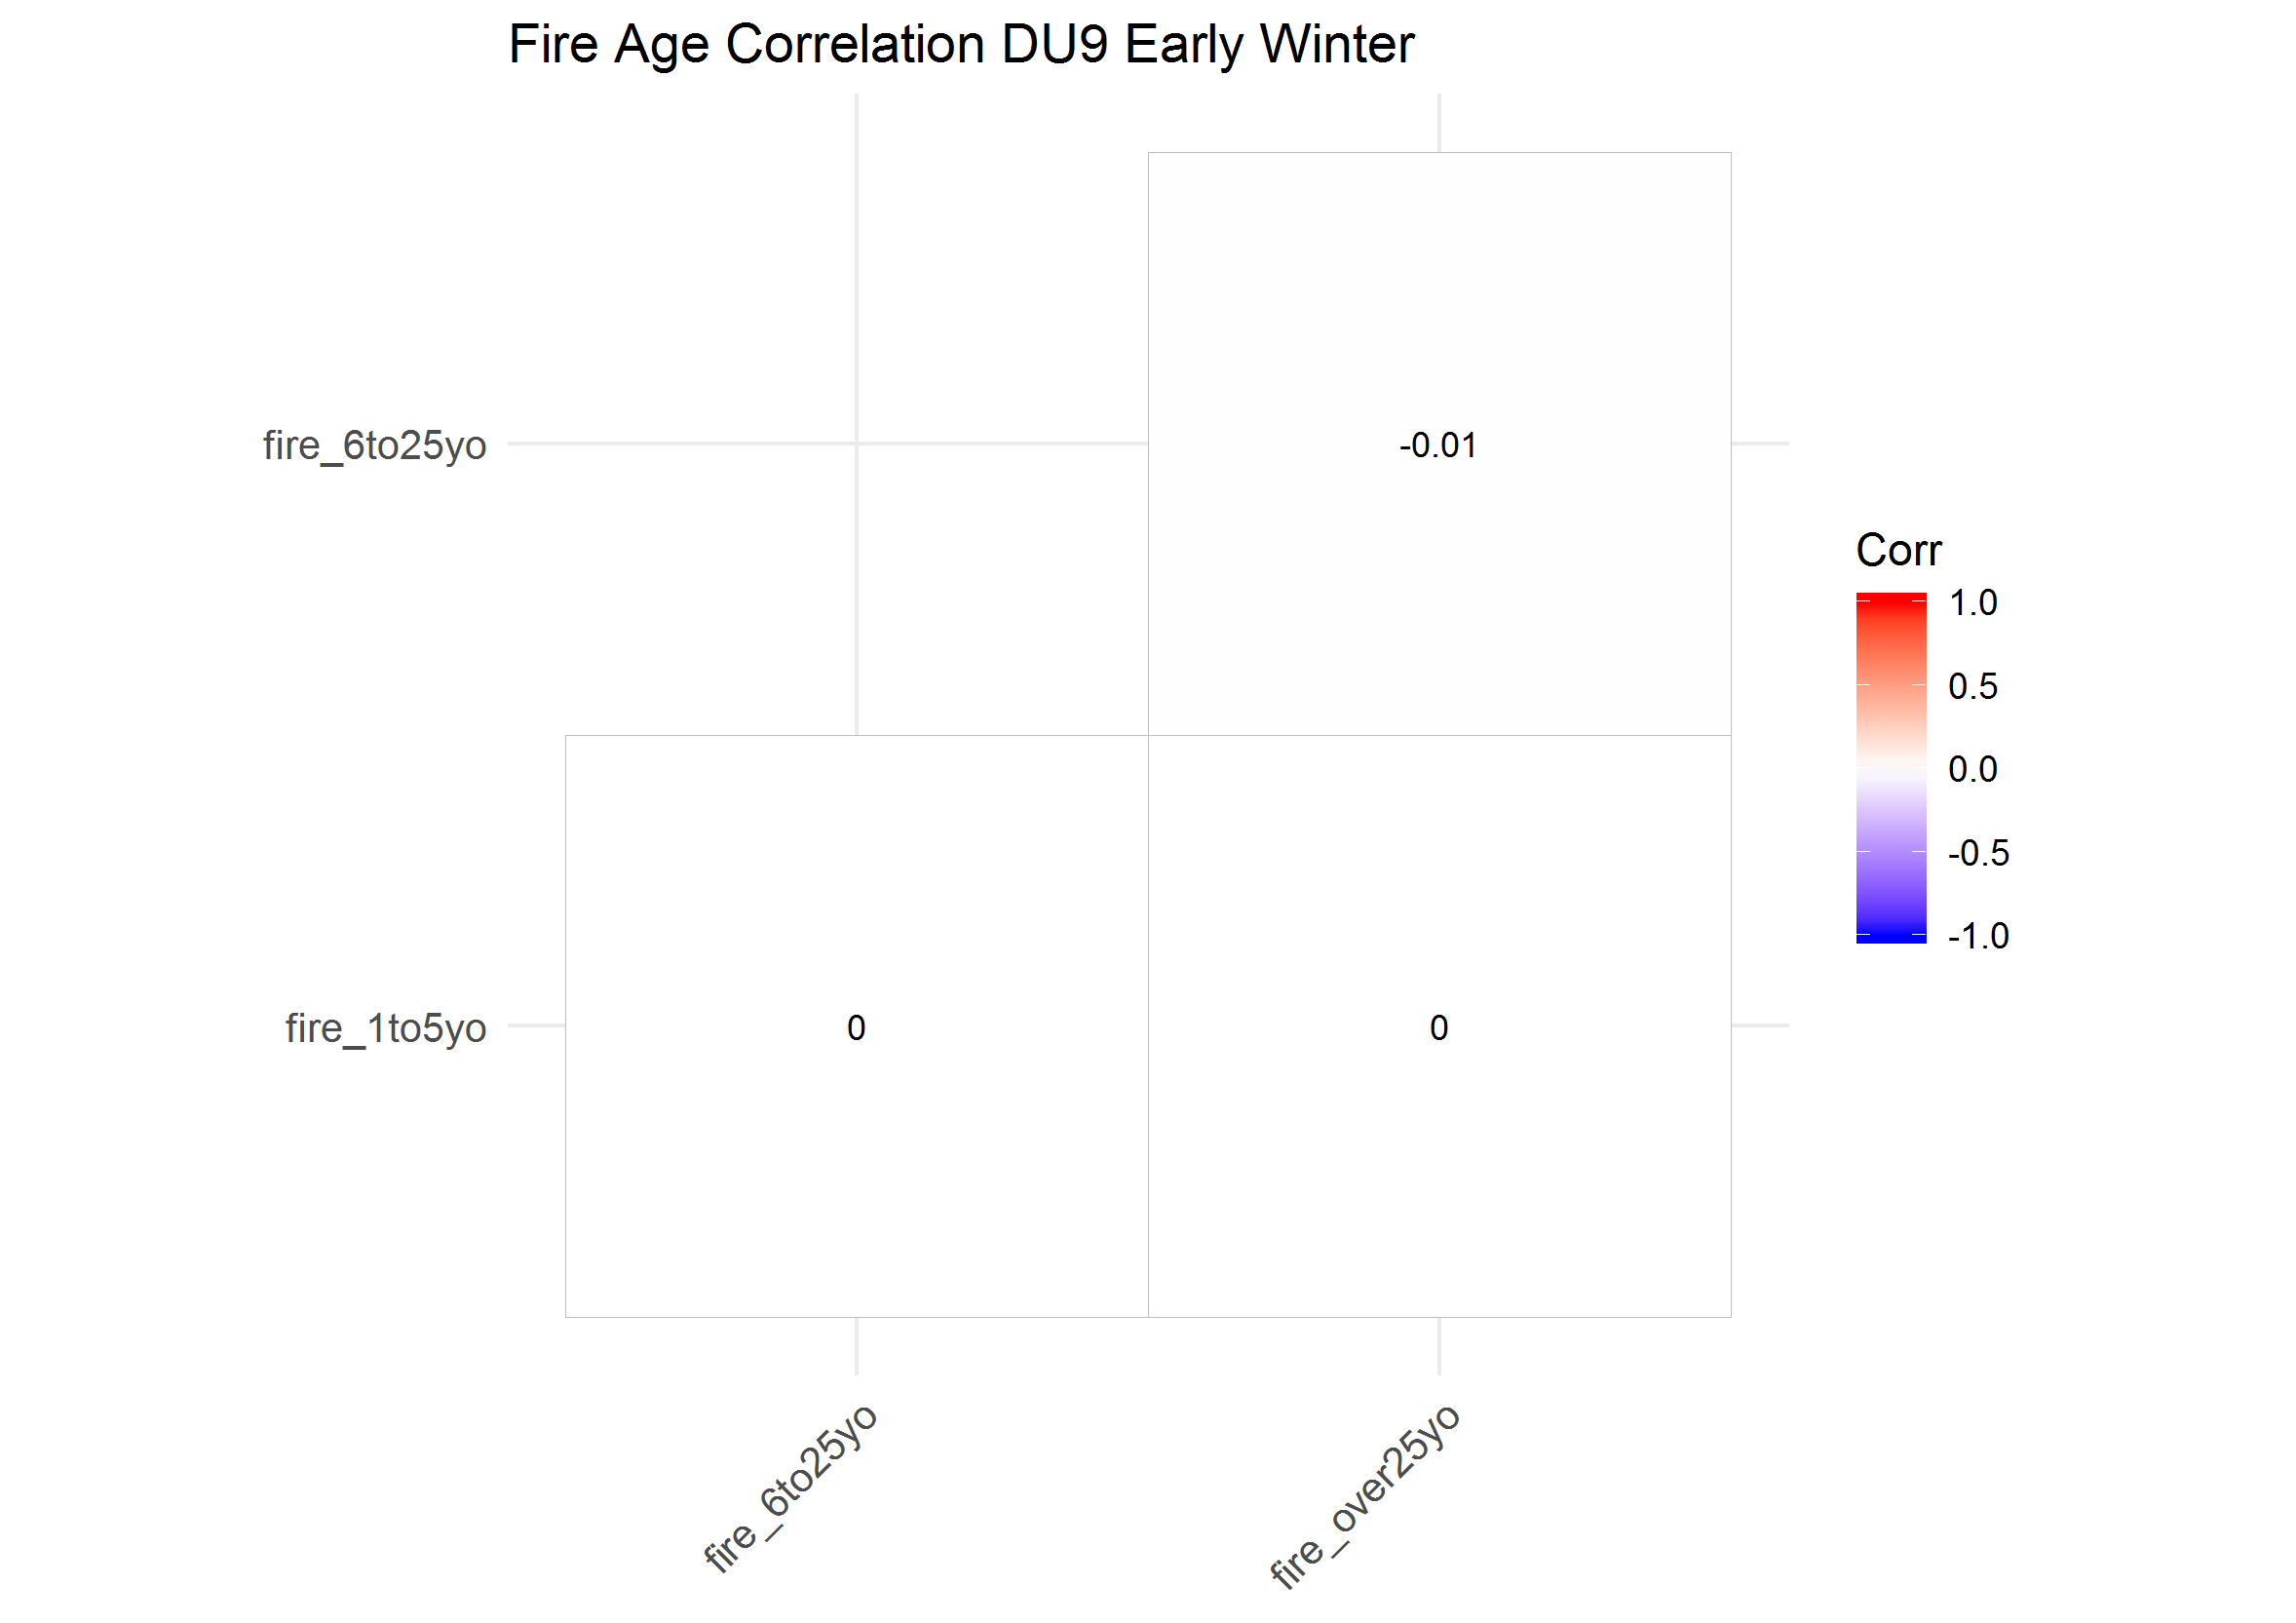 Fire Age Correlation DU9 Early Winter
fire_6to25yo
-0.01
fire_1to5yo
0
0
fire_6to25yo
fire_over25yo
Corr
1.0
0.5
0.0
-0.5
-1.0